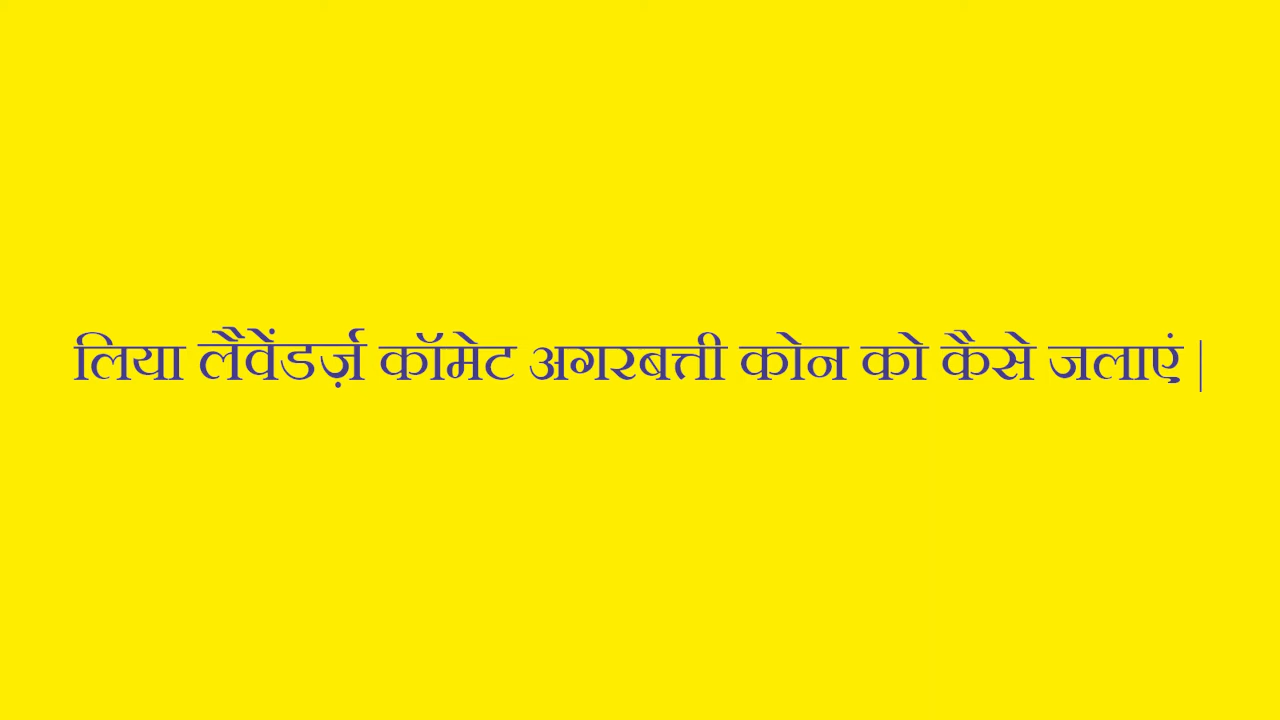 लिया लैवेंडर्ज़ कॉमेट अगरबत्ती कोन को कैसे जलाएं |